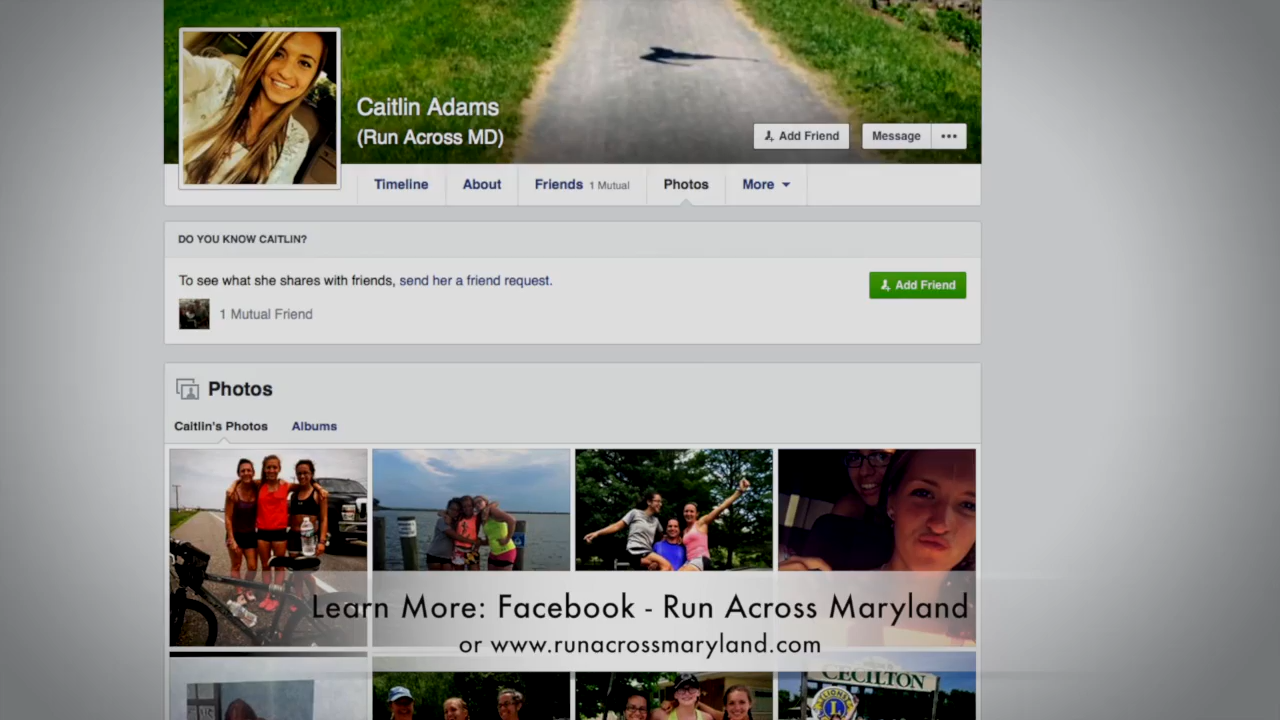 Caitlin Adams
(Run Across MD)
Add Friend
Message
Timeline
About
Friends 1 Mutual
Photos
More
DO YOU KNOW CAITLIN?
To see what she shares with friends, send her a friend request.
Add Friend
1 Mutual Friend
Photos
Caitlin's Photos
Albums
Learn More: Facebook - Run Across Maryland
or www.runacrossmaryland.com
CECILTON
LIONS
L